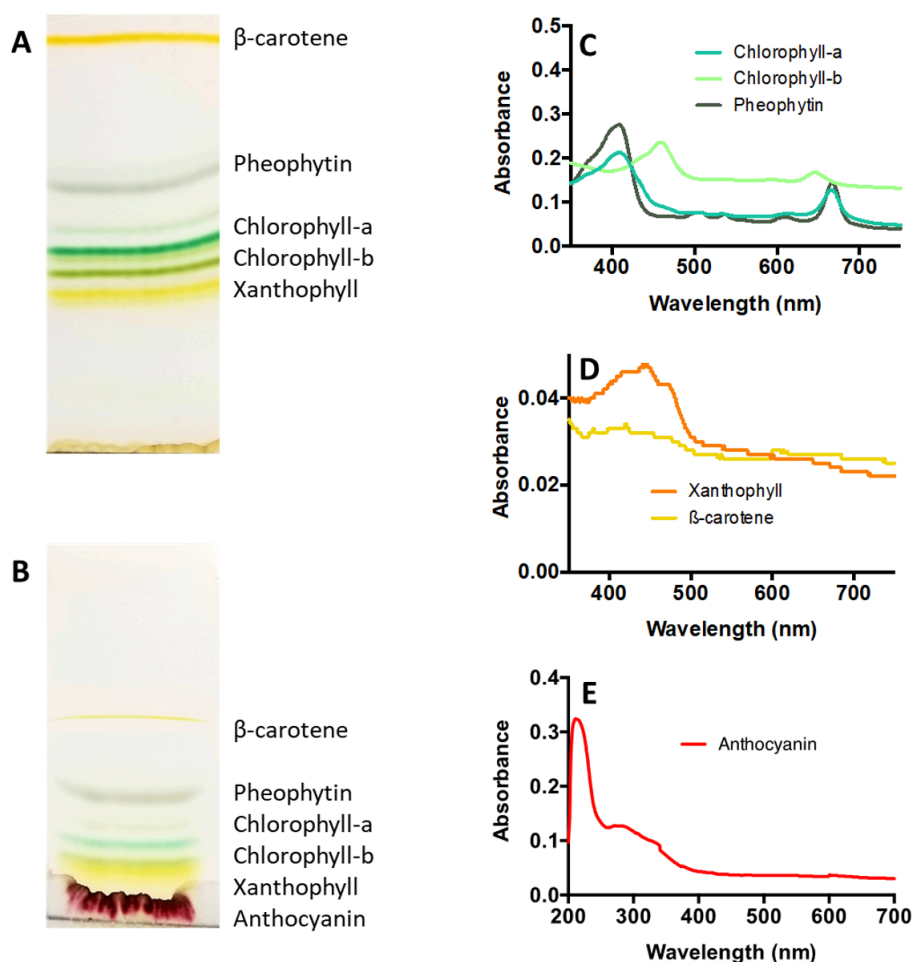 A
β-carotene
Pheophytin
Chlorophyll-a
Chlorophyll-b
Xanthophyll
B
β-carotene
Pheophytin
Chlorophyll-a
Chlorophyll-b
Xanthophyll
Anthocyanin
C
Chlorophyll-a
Chlorophyll-b
Pheophytin
Absorbance
0.5
0.4
0.3
0.2
0.1
0.0
400 500 600 700
Wavelength (nm)
D
Xanthophyll
ß-carotene
Absorbance
0.04
0.02
0.00
400 500 600 700
Wavelength (nm)
E
Anthocyanin
Absorbance
0.4
0.3
0.2
0.1
0.0
200 300 400 500 600 700
Wavelength (nm)